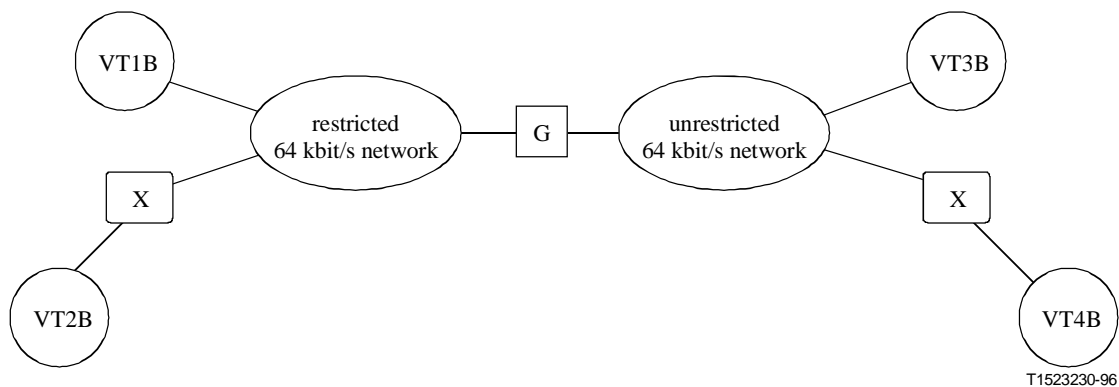 VT1B
VT3B
restricted
64 kbit/s network
G
unrestricted
64 kbit/s network
X
X
VT2B
VT4B
T1523230-96